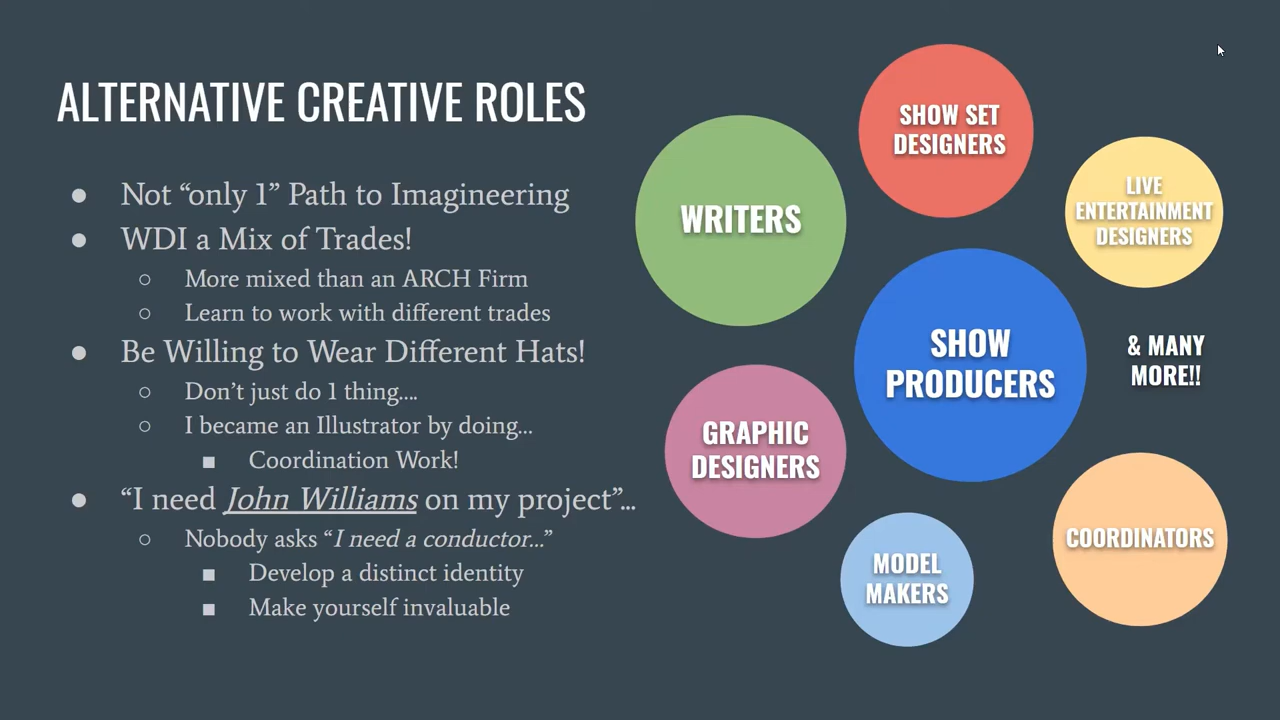 ALTERNATIVE CREATIVE ROLES
● Not “only 1” Path to Imagineering
● WDI a Mix of Trades!
○ More mixed than an ARCH Firm
○ Learn to work with different trades
● Be Willing to Wear Different Hats!
○ Don’t just do 1 thing....
○ I became an Illustrator by doing...
■ Coordination Work!
● “I need John Williams on my project”...
○ Nobody asks “I need a conductor...”
■ Develop a distinct identity
■ Make yourself invaluable
SHOW SET
DESIGNERS
WRITERS
LIVE
ENTERTAINMENT
DESIGNERS
SHOW
PRODUCERS
& MANY
MORE!!
GRAPHIC
DESIGNERS
COORDINATORS
MODEL
MAKERS